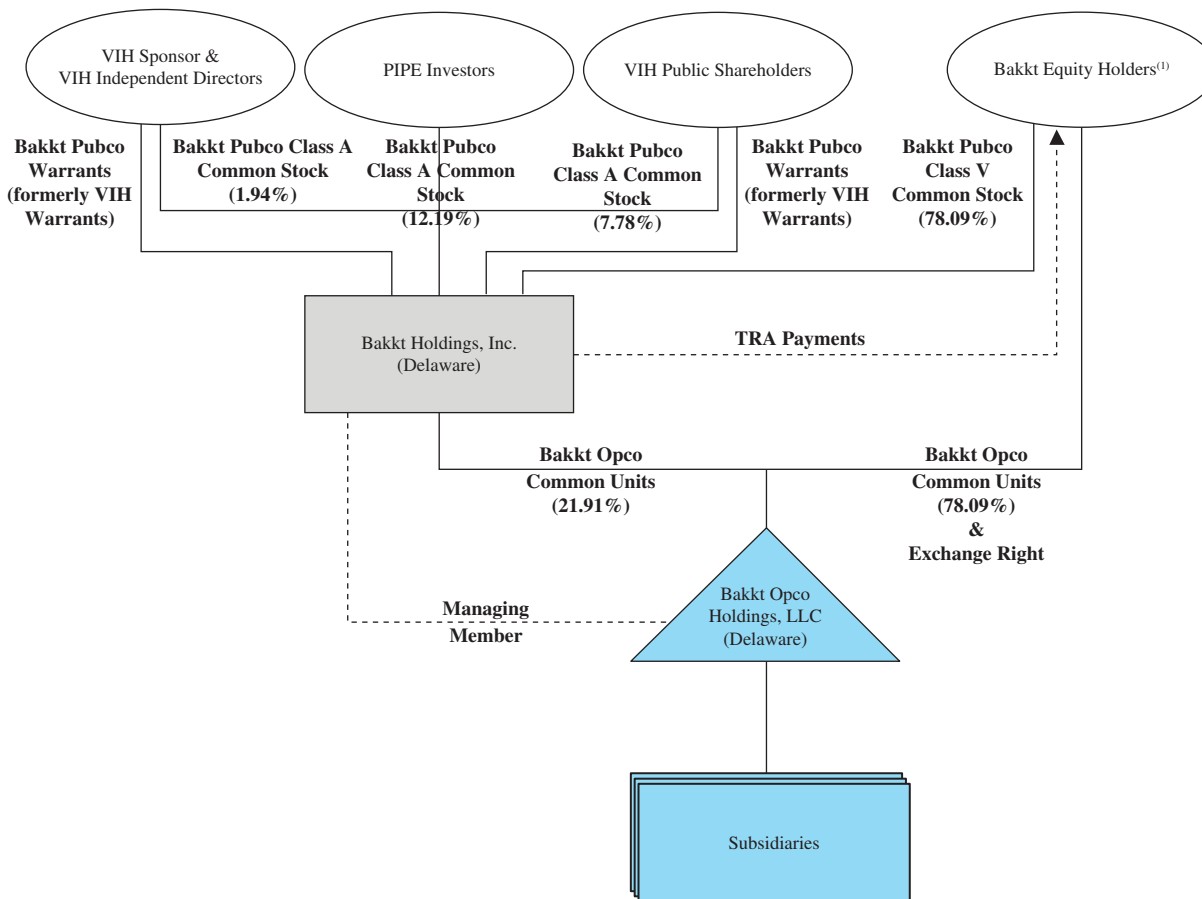 VIH Sponsor &
VIH Independent Directors
PIPE Investors
VIH Public Shareholders
Bakkt Equity Holders(1)
Bakkt Pubco
Warrants
(formerly VIH
Warrants)
Bakkt Pubco Class A
Common Stock
(1.94%)
Bakkt Pubco
Class A Common
Stock
(12.19%)
Bakkt Pubco
Class A Common
Stock
(7.78%)
Bakkt Pubco
Warrants
(formerly VIH
Warrants)
Bakkt Pubco
Class V
Common Stock
(78.09%)
Bakkt Holdings, Inc.
(Delaware)
TRA Payments
Bakkt Opco
Common Units
(21.91%)
Bakkt Opco
Common Units
(78.09%)
&
Exchange Right
Managing
Member
Bakkt Opco
Holdings, LLC
(Delaware)
Subsidiaries